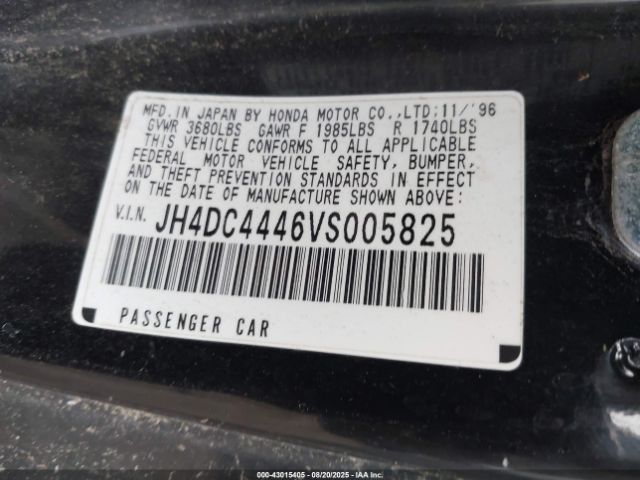 MFD. IN JAPAN BY HONDA MOTOR CO.,LTD:11/'96
GVWR 3680LBS GAWR F 1985LBS R 1740LBS
THIS VEHICLE CONFORMS TO ALL APPLICABLE
FEDERAL MOTOR VEHICLE SAFETY, BUMPER,
AND THEFT PREVENTION STANDARDS IN EFFECT
ON THE DATE OF MANUFACTURE SHOWN ABOVE:
V.I.N. JH4DC4446VS005825
PASSENGER CAR
000-43015405 - 08/20/2025 - IAAI.COM